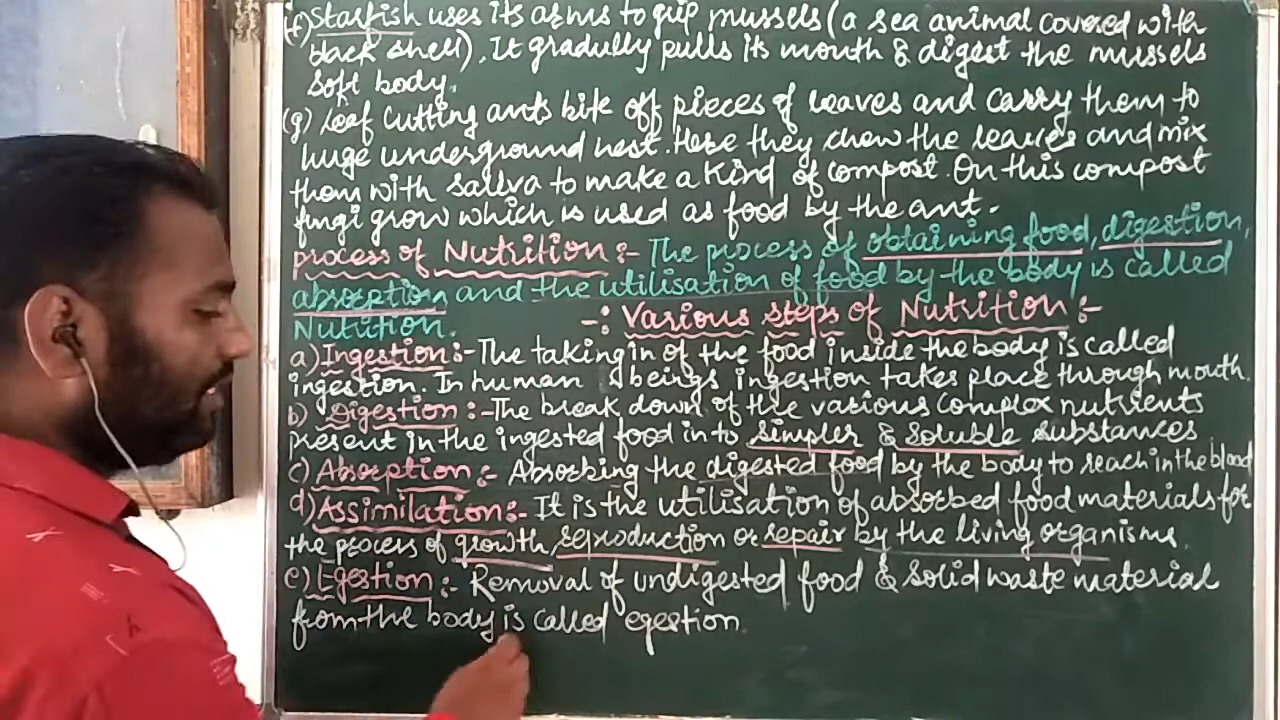 (f) Starfish uses its arms to grip mussels (a sea animal covered with
back shell). It gradully pulls its mouth & digest the mussels
soft body.
(g) Leaf cutting ants bite off pieces of leaves and carry them to
huge underground nest. Here they chew the leaves and mix
them with saliva to make a kind of compost. On this compost
fungi grow which is used as food by the ant.
process of Nutrition :- The process of obtaining food, digestion,
absorption and the utilisation of food by the body is called
Nutrition. -: Various steps of Nutrition :-
a) Ingestion :- The taking in of the food inside the body is called
ingestion. In human beings ingestion takes place through mouth.
b) Digestion :- The break down of the various complex nutrients
present in the ingested food in to simpler & soluble substances
c) Absorption :- Absorbing the digested food by the body to reach in the blood
d) Assimilation :- It is the utilisation of absorbed food materials for
the process of growth, reproduction or repair by the living organisms.
e) Egestion :- Removal of undigested food & solid waste material
from the body is called egestion.